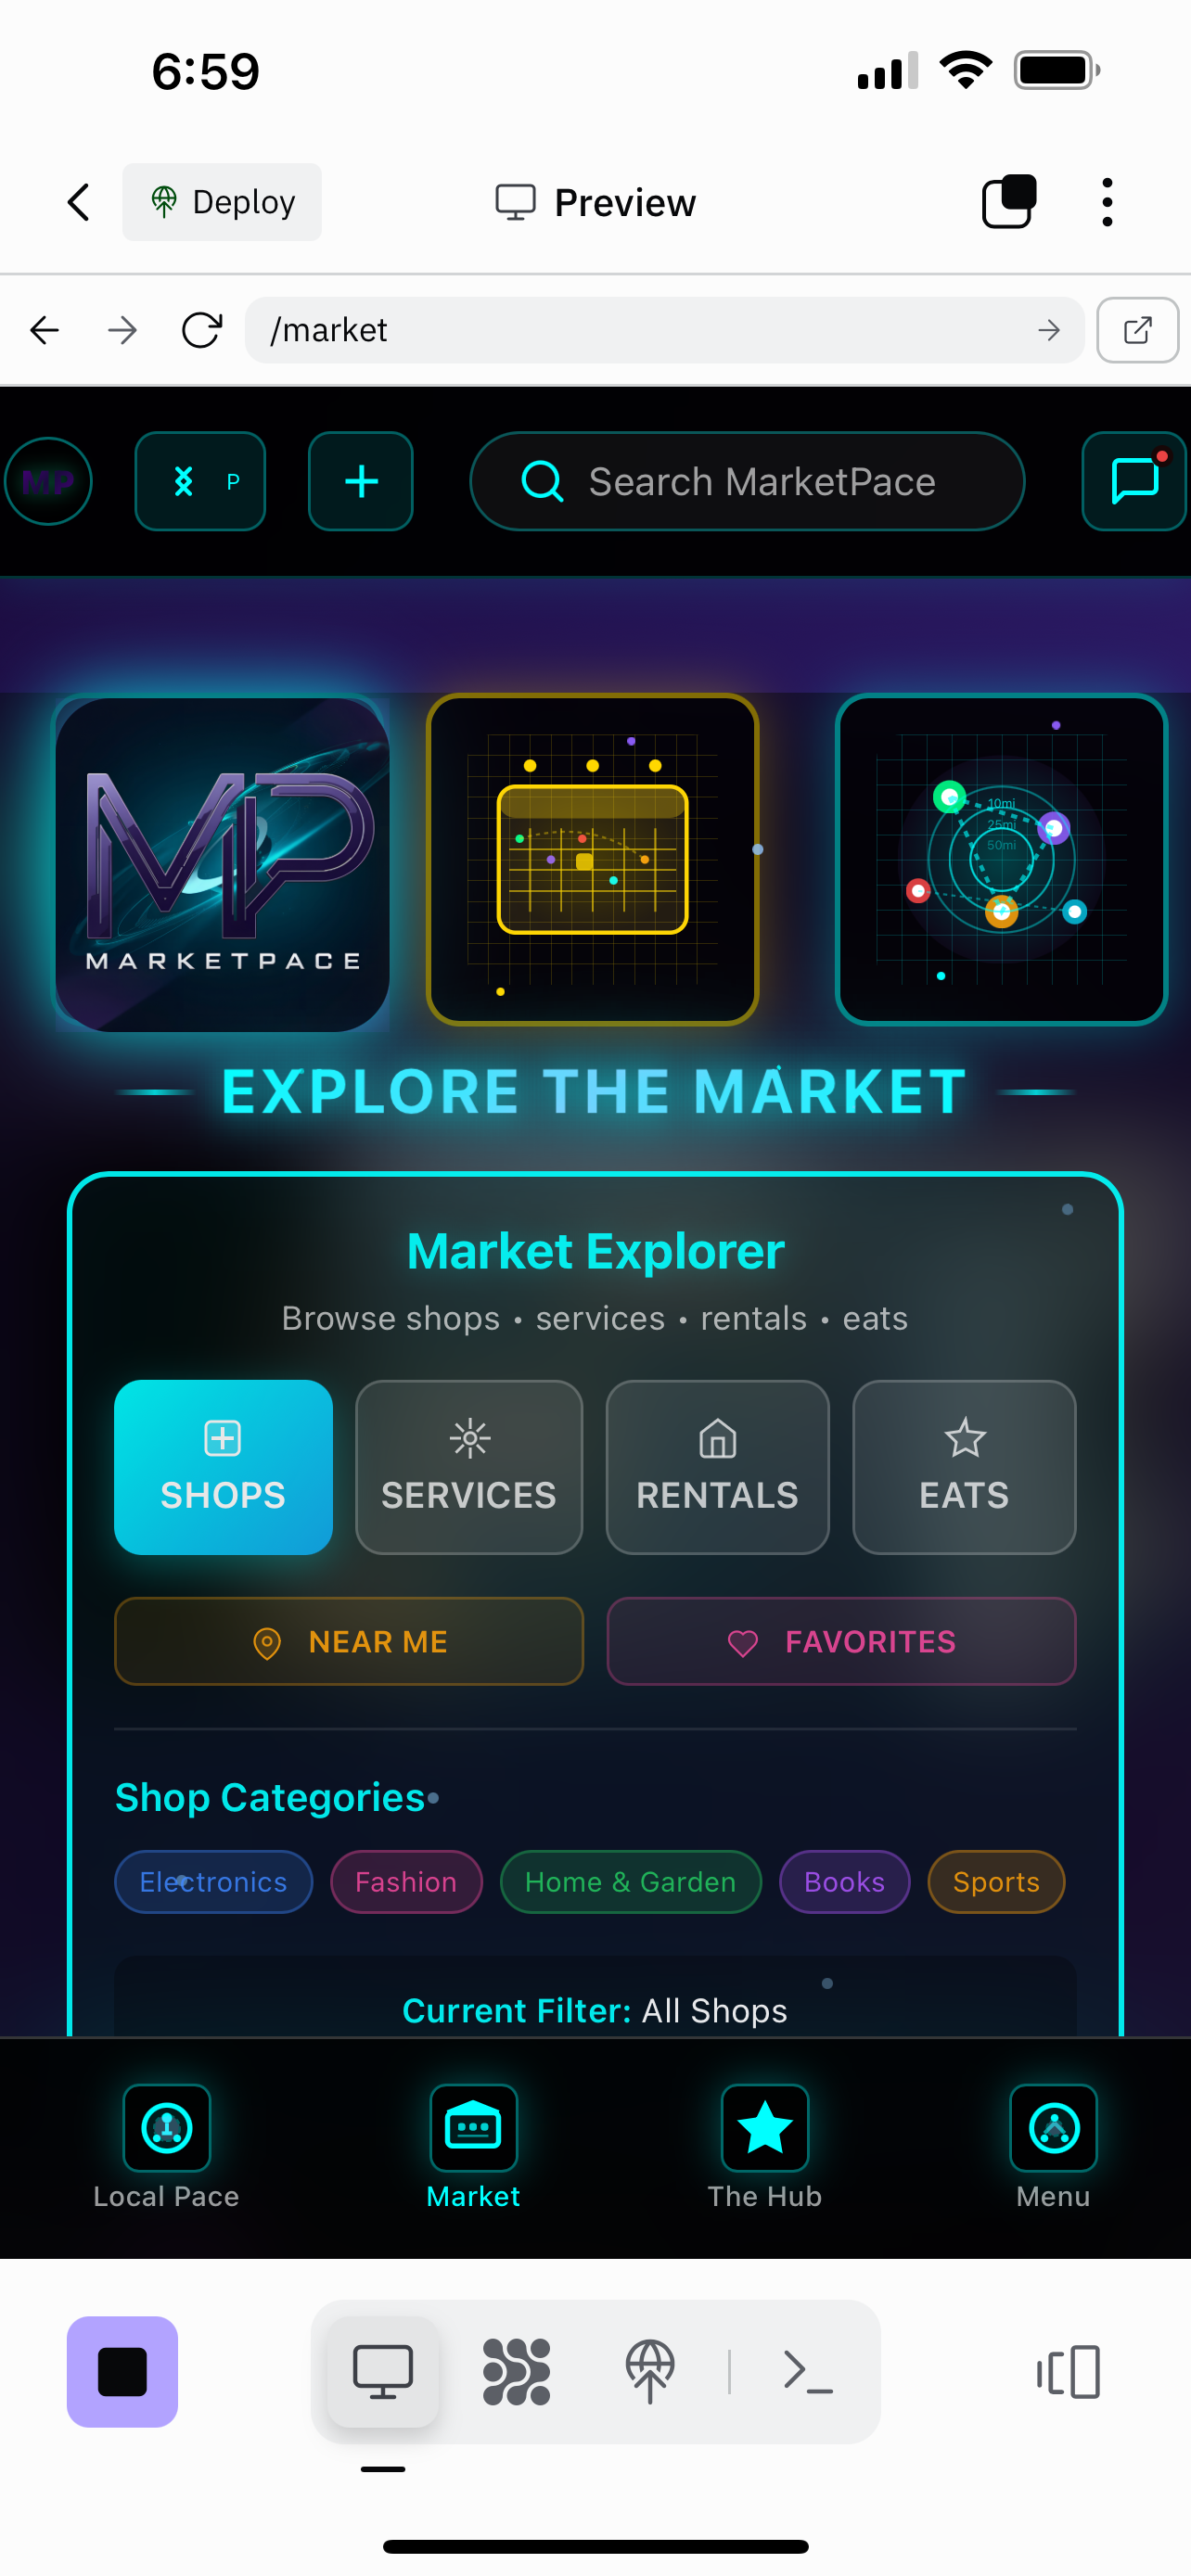 6:59
Deploy
Preview
/market
MP
P
Search MarketPace
MP
MARKETPACE
10mi
25mi
50mi
EXPLORE THE MARKET
Market Explorer
Browse shops • services • rentals • eats
SHOPS
SERVICES
RENTALS
EATS
NEAR ME
FAVORITES
Shop Categories
Electronics
Fashion
Home & Garden
Books
Sports
Current Filter: All Shops
Local Pace
Market
The Hub
Menu